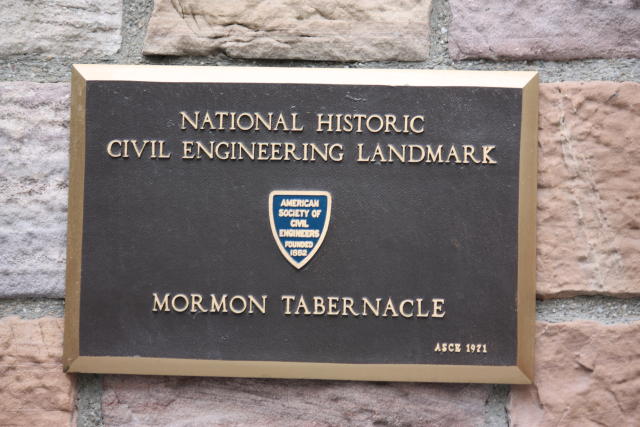 NATIONAL HISTORIC
CIVIL ENGINEERING LANDMARK
AMERICAN
SOCIETY OF
CIVIL
ENGINEERS
FOUNDED
1852
MORMON TABERNACLE
ASCE 1971